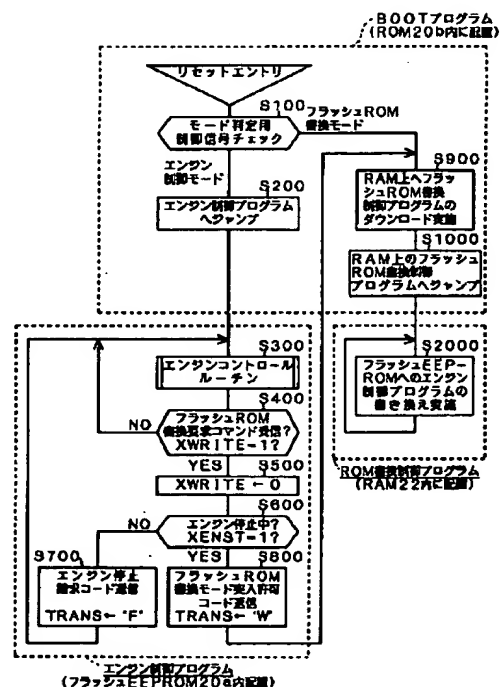 BOOTプログラム
(ROM20b内に配置)
リセットエントリ
S100
モード判定用
制御信号チェック
フラッシュROM
書換モード
エンジン
制御モード
S200
エンジン制御プログラム
へジャンプ
S900
RAM上へフラッ
シュROM書換
制御プログラムの
ダウンロード実施
S1000
RAM上のフラッシュ
ROM書換制御
プログラムへジャンプ
S300
エンジンコントロール
ルーチン
S400
フラッシュROM
書換要求コマンド受信?
XWRITE=1?
NO
YES
S500
XWRITE ← 0
S600
エンジン停止中?
XENST=1?
NO
YES
S700
エンジン停止
請求コード返信
TRANS← "F"
S800
フラッシュROM
書換モード突入許可
コード返信
TRANS← "W"
S2000
フラッシュEEP-
ROMへのエンジン
制御プログラムの
書き換え実施
ROM書換制御プログラム
(RAM22内に配置)
エンジン制御プログラム
(フラッシュEEPROM20a内配置)